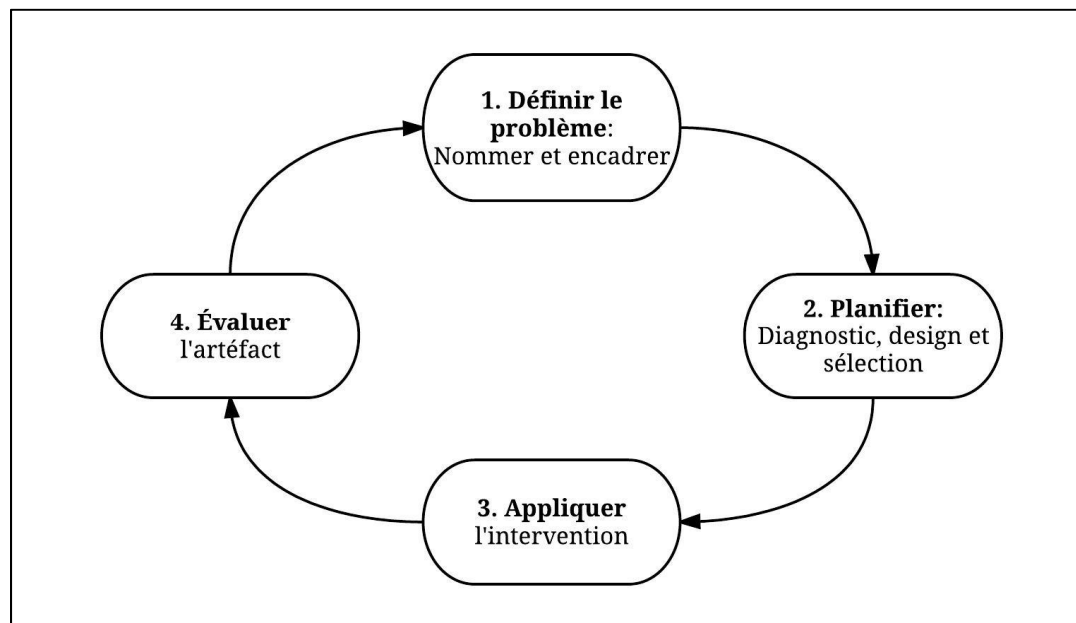 1. Définir le
problème:
Nommer et encadrer
2. Planifier:
Diagnostic, design et
sélection
3. Appliquer
l'intervention
4. Évaluer
l'artéfact